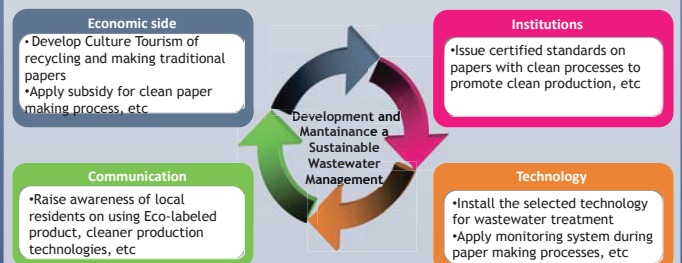 Economic side
•Develop Culture Tourism of
recycling and making traditional
papers
•Apply subsidy for clean paper
making process, etc
Institutions
•Issue certified standards on
papers with clean processes to
promote clean production, etc
Development and
Mantainance a
Sustainable
Wastewater
Management
Communication
•Raise awareness of local
residents on using Eco-labeled
product, cleaner production
technologies, etc
Technology
•Install the selected technology
for wastewater treatment
•Apply monitoring system during
paper making processes, etc